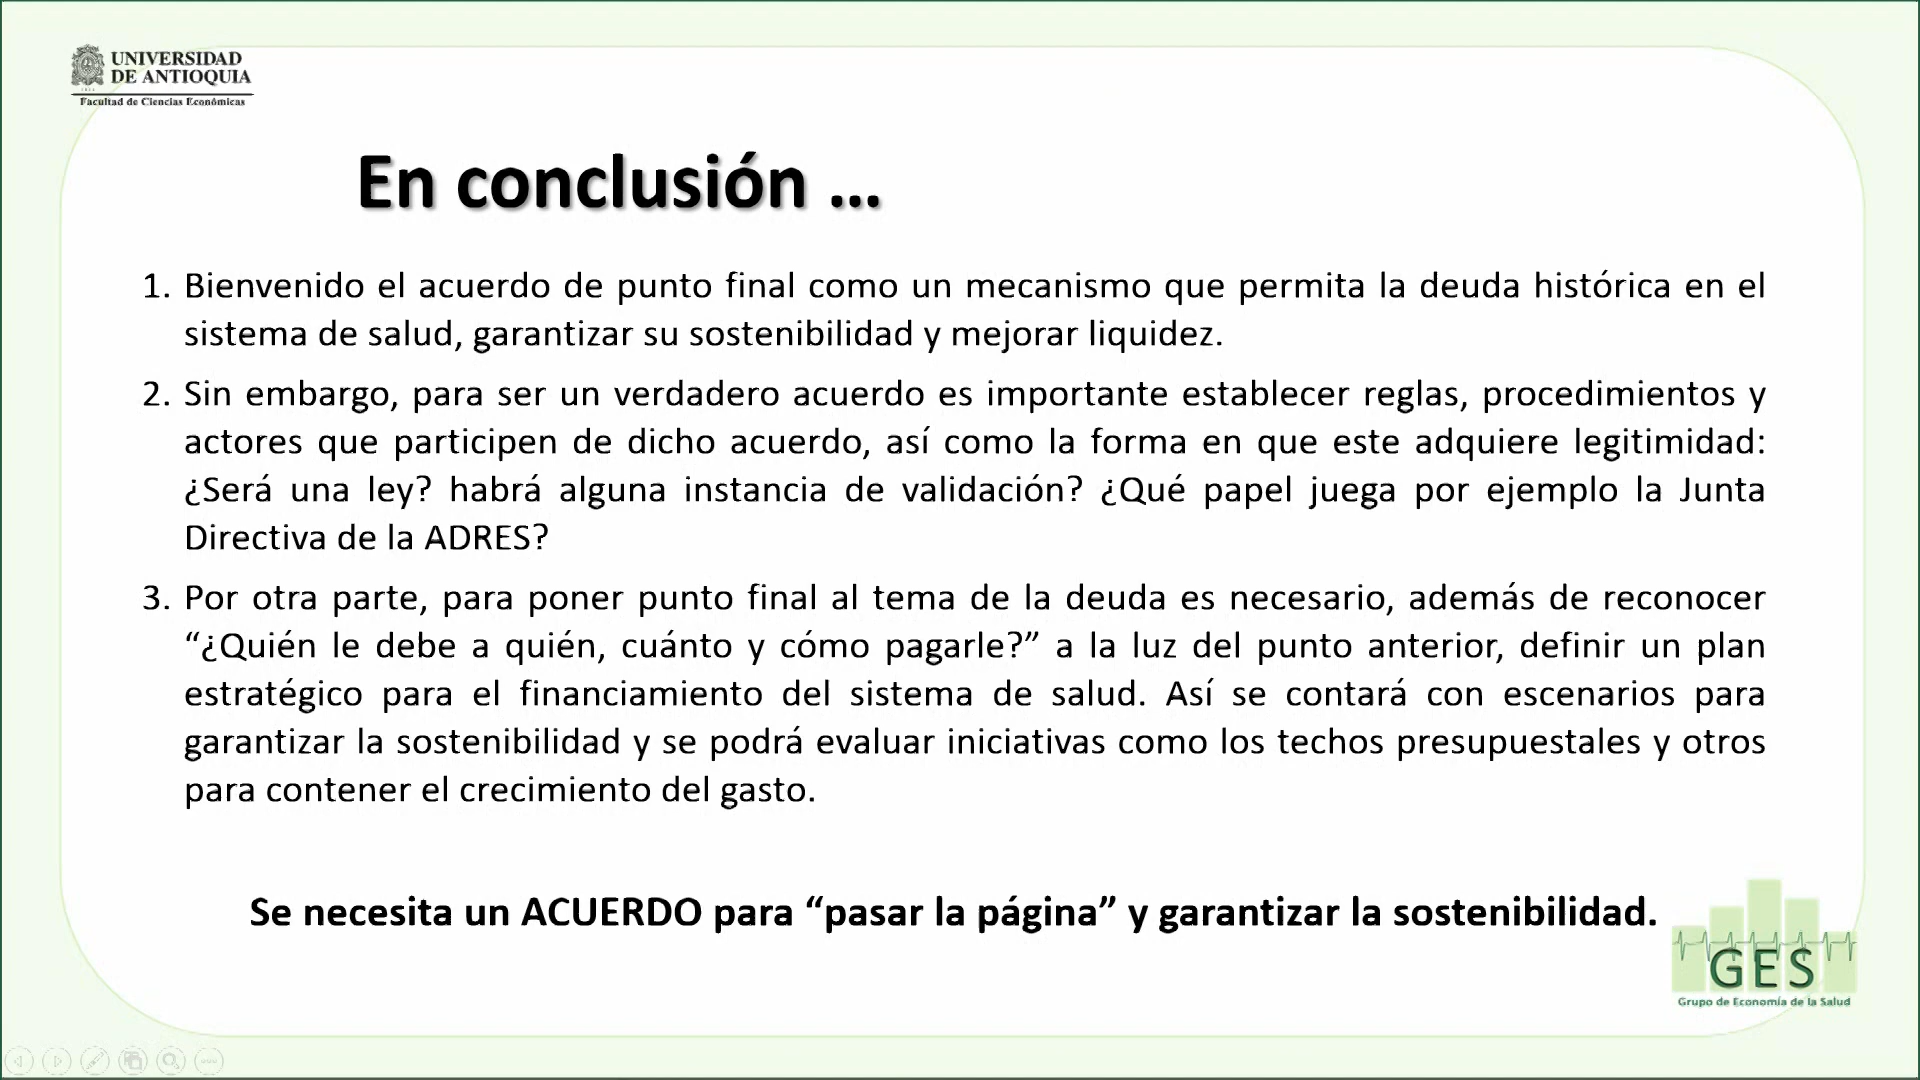 UNIVERSIDAD
DE ANTIOQUIA
Facultad de Ciencias Económicas
En conclusión ...
1. Bienvenido el acuerdo de punto final como un mecanismo que permita la deuda histórica en el
sistema de salud, garantizar su sostenibilidad y mejorar liquidez.
2. Sin embargo, para ser un verdadero acuerdo es importante establecer reglas, procedimientos y
actores que participen de dicho acuerdo, así como la forma en que este adquiere legitimidad:
¿Será una ley? habrá alguna instancia de validación? ¿Qué papel juega por ejemplo la Junta
Directiva de la ADRES?
3. Por otra parte, para poner punto final al tema de la deuda es necesario, además de reconocer
“¿Quién le debe a quién, cuánto y cómo pagarle?” a la luz del punto anterior, definir un plan
estratégico para el financiamiento del sistema de salud. Así se contará con escenarios para
garantizar la sostenibilidad y se podrá evaluar iniciativas como los techos presupuestales y otros
para contener el crecimiento del gasto.
Se necesita un ACUERDO para “pasar la página” y garantizar la sostenibilidad.
GES
Grupo de Economía de la Salud